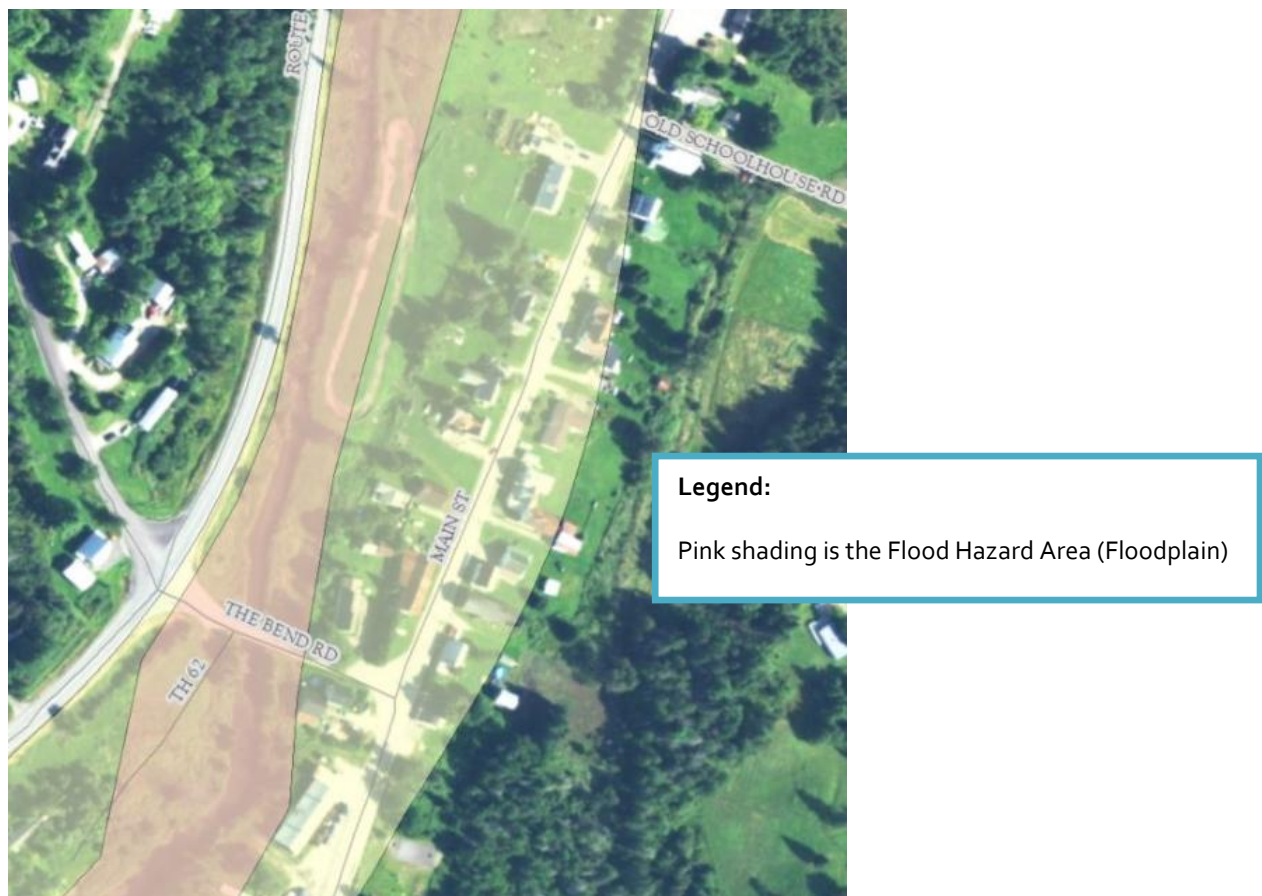 ROUTE
OLD SCHOOLHOUSE RD
MAIN ST
THE BEND RD
TH 62
Legend:
Pink shading is the Flood Hazard Area (Floodplain)